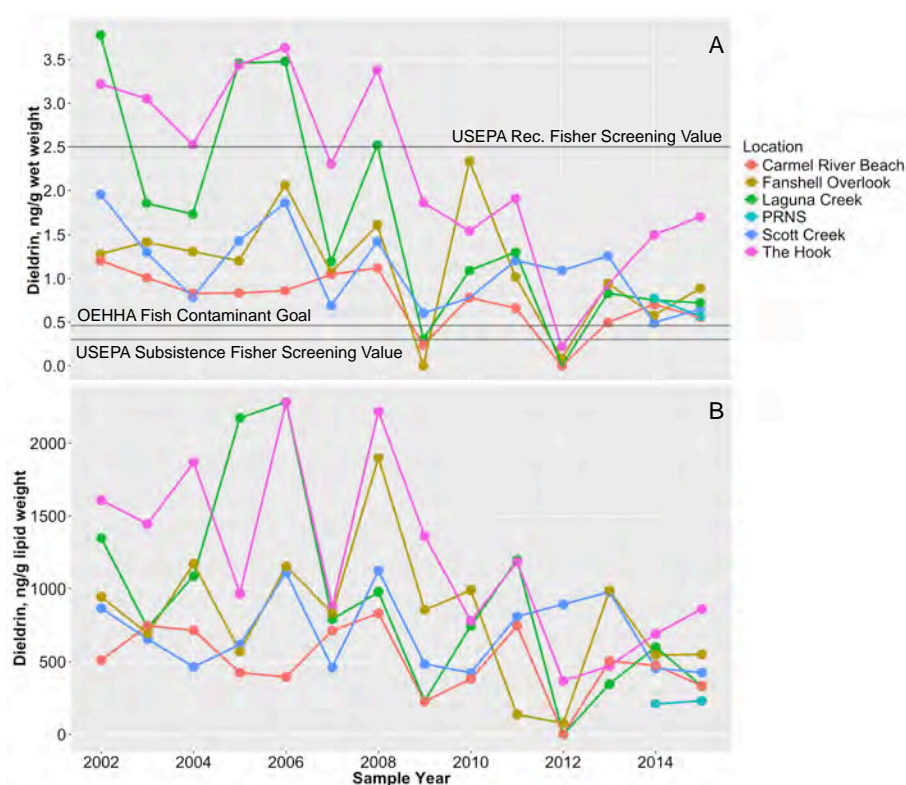 A
3.5
3.0
2.5
2.0
1.5
1.0
0.5
0.0
Dieldrin, ng/g wet weight
USEPA Rec. Fisher Screening Value
OEHHA Fish Contaminant Goal
USEPA Subsistence Fisher Screening Value
Location
Carmel River Beach
Fanshell Overlook
Laguna Creek
PRNS
Scott Creek
The Hook
B
2000
1500
1000
500
0
Dieldrin, ng/g lipid weight
2002 2004 2006 2008 2010 2012 2014
Sample Year